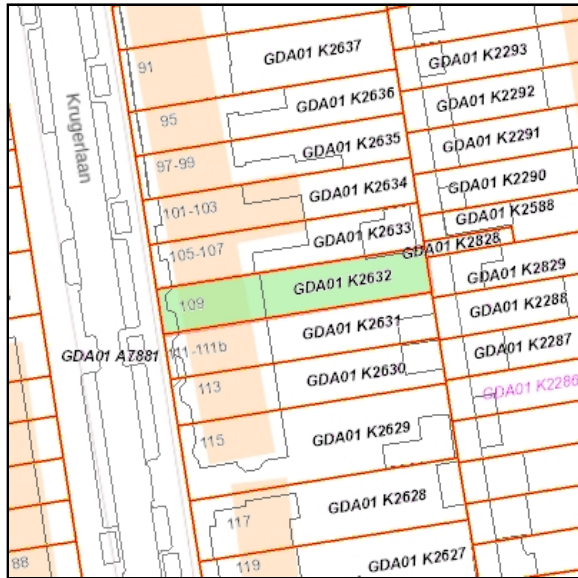 91
GDA01 K2637
GDA01 K2293
Krugerlaan
95
GDA01 K2636
GDA01 K2292
97-99
GDA01 K2635
GDA01 K2291
101-103
GDA01 K2634
GDA01 K2290
105-107
GDA01 K2633
GDA01 K2588
GDA01 K2828
109
GDA01 K2632
GDA01 K2829
GDA01 A7881
111-111b
GDA01 K2631
GDA01 K2288
113
GDA01 K2630
GDA01 K2287
GDA01 K2286
115
GDA01 K2629
117
GDA01 K2628
88
119
GDA01 K2627